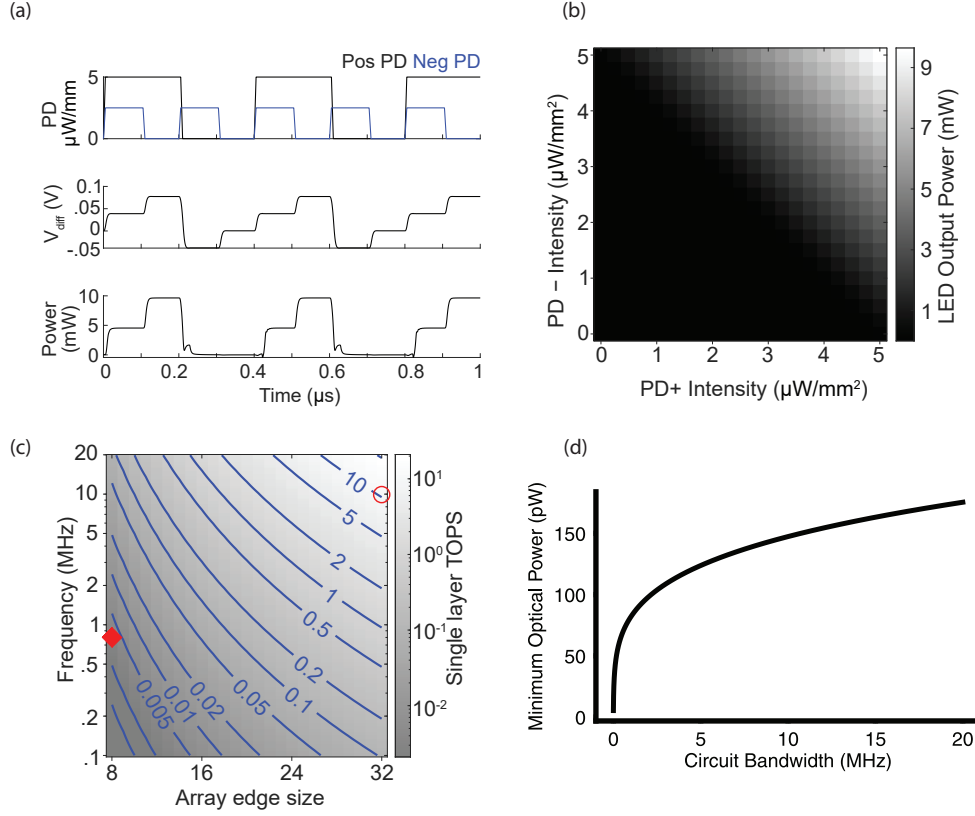 (a)
Pos PD Neg PD
PD
µW/mm
5
0
V_diff (V)
0.1
.05
0
-.05
Power
(mW)
10
5
0
0 0.2 0.4 0.6 0.8 1
Time (µs)
(b)
PD − Intensity (µW/mm²)
5
4
3
2
1
0
0 1 2 3 4 5
PD+ Intensity (µW/mm²)
9
7
5
3
1
LED Output Power (mW)
(c)
Frequency (MHz)
20
10
5
2
1
.5
.2
.1
8 16 24 32
Array edge size
10
5
2
1
0.5
0.2
0.1
0.05
0.02
0.01
0.005
10¹
10⁰
10⁻¹
10⁻²
Single layer TOPS
(d)
Minimum Optical Power (pW)
150
100
50
0
0 5 10 15 20
Circuit Bandwidth (MHz)